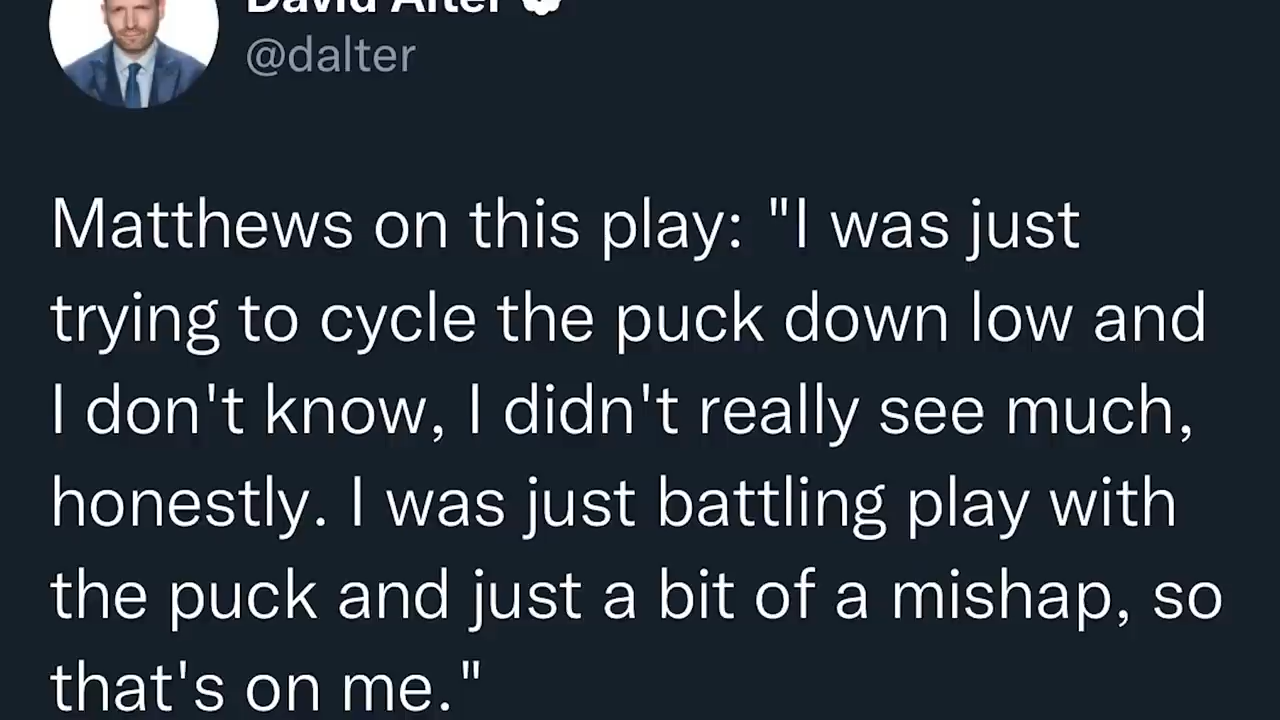 David Alter
@dalter
Matthews on this play: "I was just
trying to cycle the puck down low and
I don't know, I didn't really see much,
honestly. I was just battling play with
the puck and just a bit of a mishap, so
that's on me."